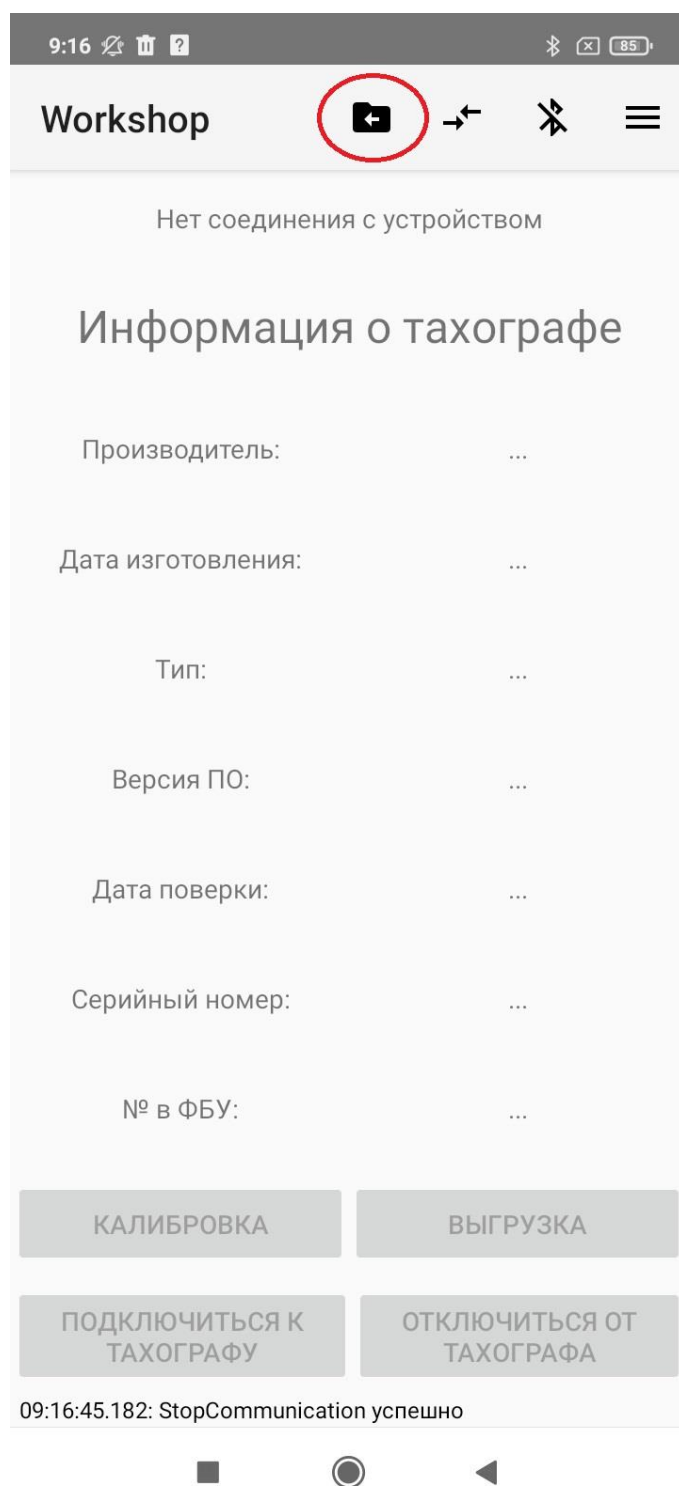 9:16
85
Workshop
Нет соединения с устройством
Информация о тахографе
Производитель: ...
Дата изготовления: ...
Тип: ...
Версия ПО: ...
Дата поверки: ...
Серийный номер: ...
№ в ФБУ: ...
КАЛИБРОВКА
ВЫГРУЗКА
ПОДКЛЮЧИТЬСЯ К
ТАХОГРАФУ
ОТКЛЮЧИТЬСЯ ОТ
ТАХОГРАФА
09:16:45.182: StopCommunication успешно